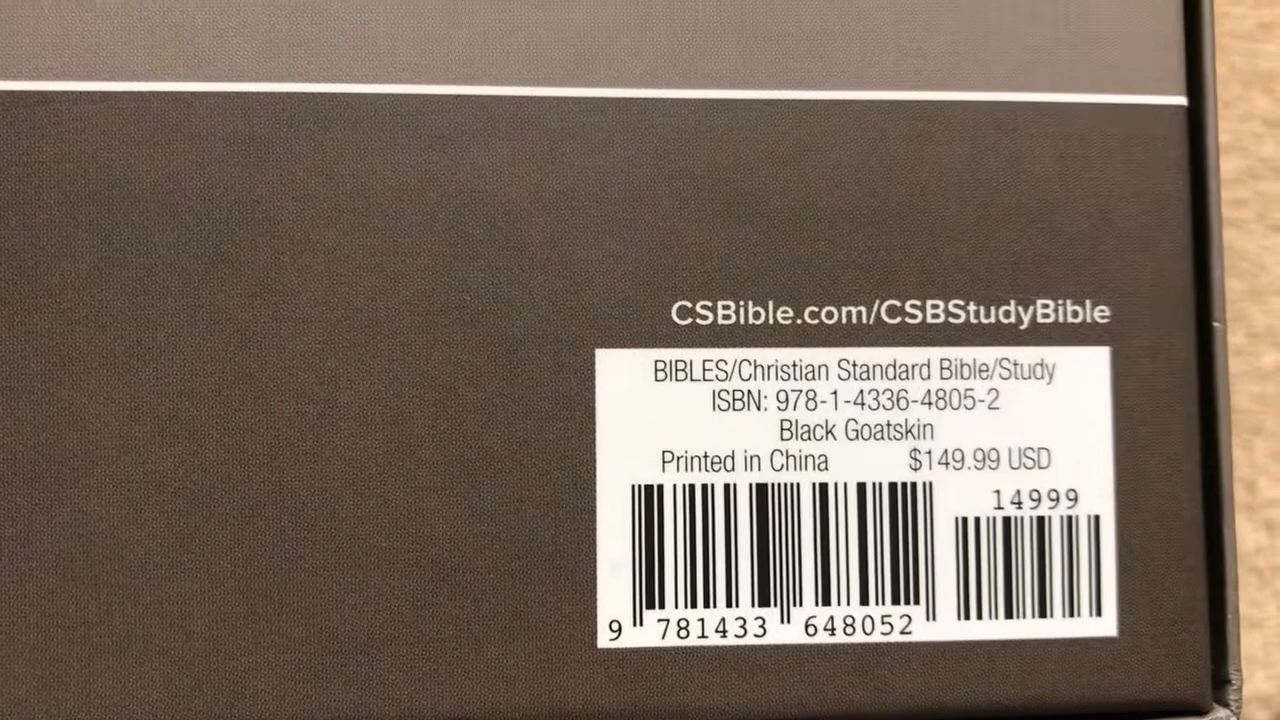 CSBible.com/CSBStudyBible
BIBLES/Christian Standard Bible/Study
ISBN: 978-1-4336-4805-2
Black Goatskin
Printed in China $149.99 USD
14999
9 781433 648052